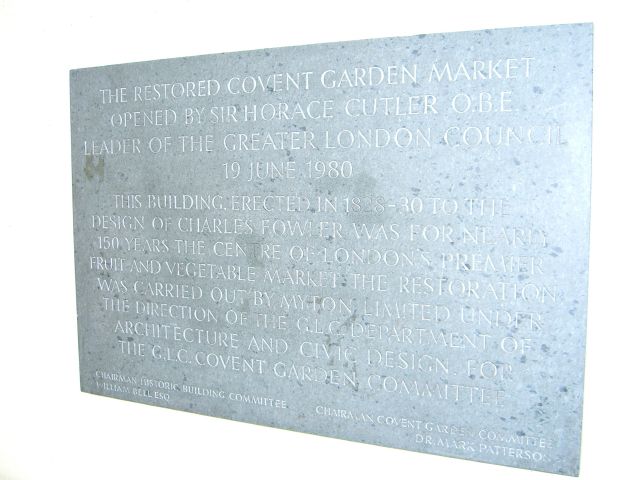 THE RESTORED COVENT GARDEN MARKET
OPENED BY SIR HORACE CUTLER O.B.E
LEADER OF THE GREATER LONDON COUNCIL
19 JUNE 1980
THIS BUILDING, ERECTED IN 1828-30 TO THE
DESIGN OF CHARLES FOWLER WAS FOR NEARLY
150 YEARS THE CENTRE OF LONDON'S PREMIER
FRUIT AND VEGETABLE MARKET. THE RESTORATION
WAS CARRIED OUT BY MYTON LIMITED UNDER
THE DIRECTION OF THE G.L.C. DEPARTMENT OF
ARCHITECTURE AND CIVIC DESIGN FOR
THE G.L.C. COVENT GARDEN COMMITTEE
CHAIRMAN HISTORIC BUILDING COMMITTEE
WILLIAM BELL ESQ.
CHAIRMAN COVENT GARDEN COMMITTEE
DR. MARK PATTERSON